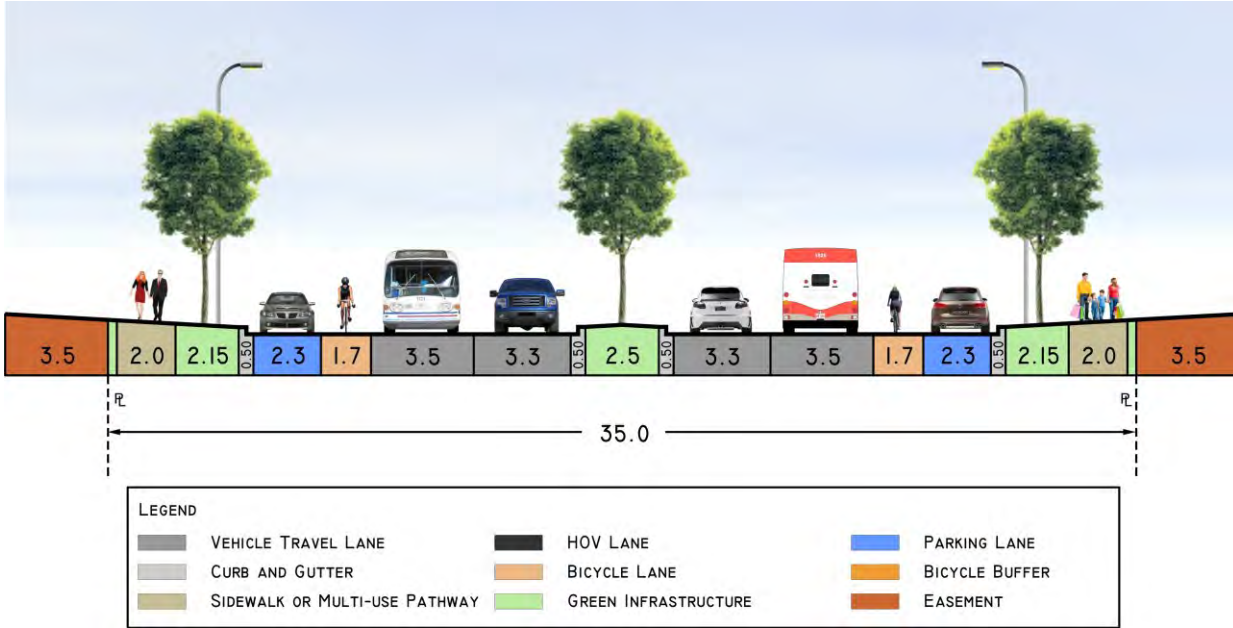 3.5 2.0 2.15 0.50 2.3 1.7 3.5 3.3 0.50 2.5 0.50 3.3 3.5 1.7 2.3 0.50 2.15 2.0 3.5
PL PL
35.0
LEGEND
VEHICLE TRAVEL LANE HOV LANE PARKING LANE
CURB AND GUTTER BICYCLE LANE BICYCLE BUFFER
SIDEWALK OR MULTI-USE PATHWAY GREEN INFRASTRUCTURE EASEMENT